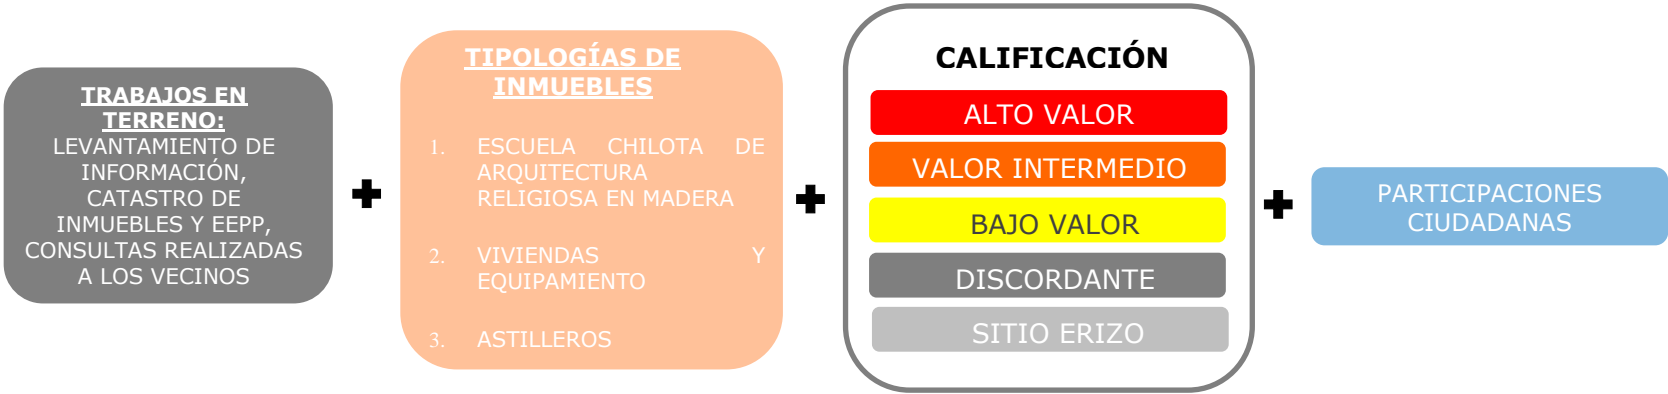 TRABAJOS EN
TERRENO:
LEVANTAMIENTO DE
INFORMACIÓN,
CATASTRO DE
INMUEBLES Y EEPP,
CONSULTAS REALIZADAS
A LOS VECINOS
TIPOLOGÍAS DE
INMUEBLES
1. ESCUELA CHILOTA DE
ARQUITECTURA
RELIGIOSA EN MADERA
2. VIVIENDAS Y
EQUIPAMIENTO
3. ASTILLEROS
CALIFICACIÓN
ALTO VALOR
VALOR INTERMEDIO
BAJO VALOR
DISCORDANTE
SITIO ERIZO
PARTICIPACIONES
CIUDADANAS